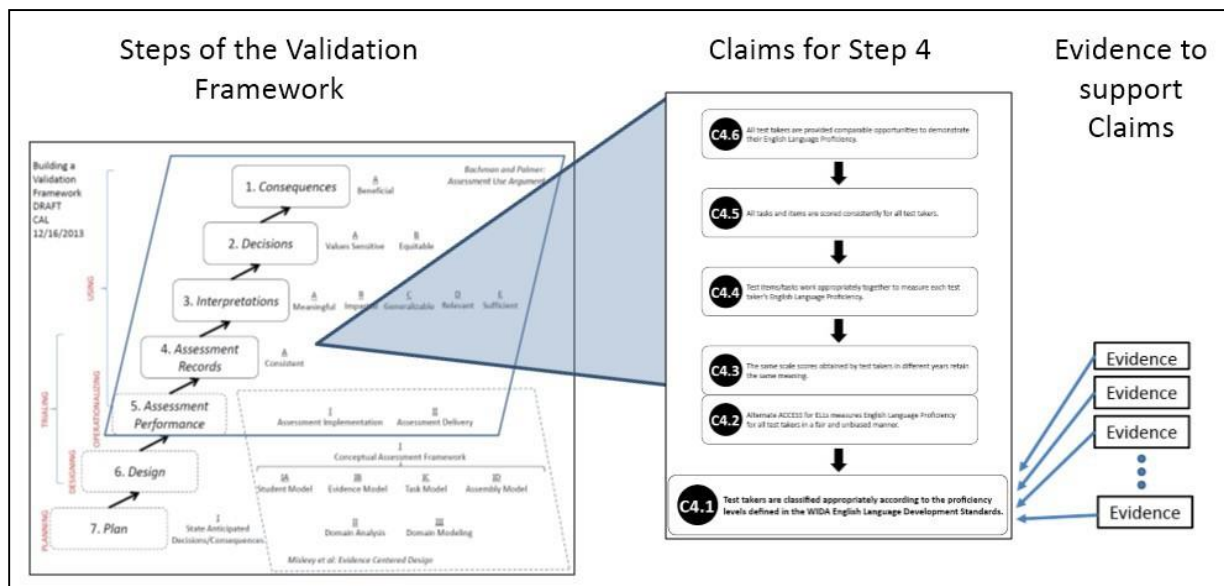 Steps of the Validation
Framework
Building a
Validation
Framework
DRAFT
CAL
12/16/2013
Bachman and Palmer:
Assessment Use Argument
1. Consequences
A
Beneficial
2. Decisions
A
Values Sensitive
B
Equitable
3. Interpretations
A
Meaningful
B
Impartial
C
Generalizable
D
Relevant
E
Sufficient
4. Assessment
Records
A
Consistent
5. Assessment
Performance
I
Assessment Implementation
II
Assessment Delivery
6. Design
I
Conceptual Assessment Framework
IA
Student Model
IB
Evidence Model
IC
Task Model
ID
Assembly Model
7. Plan
I
State Anticipated
Decisions/Consequences
II
Domain Analysis
III
Domain Modeling
Mislevy et al: Evidence Centered Design
USING
TRIALING
OPERATIONALIZING
DESIGNING
PLANNING
Claims for Step 4
C4.6
All test takers are provided comparable opportunities to demonstrate
their English Language Proficiency.
C4.5
All tasks and items are scored consistently for all test takers.
C4.4
Test items/tasks work appropriately together to measure each test
taker's English Language Proficiency.
C4.3
The same scale scores obtained by test takers in different years retain
the same meaning.
C4.2
Alternate ACCESS for ELLs measures English Language Proficiency
for all test takers in a fair and unbiased manner.
C4.1
Test takers are classified appropriately according to the proficiency
levels defined in the WIDA English Language Development Standards.
Evidence to
support
Claims
Evidence
Evidence
Evidence
Evidence